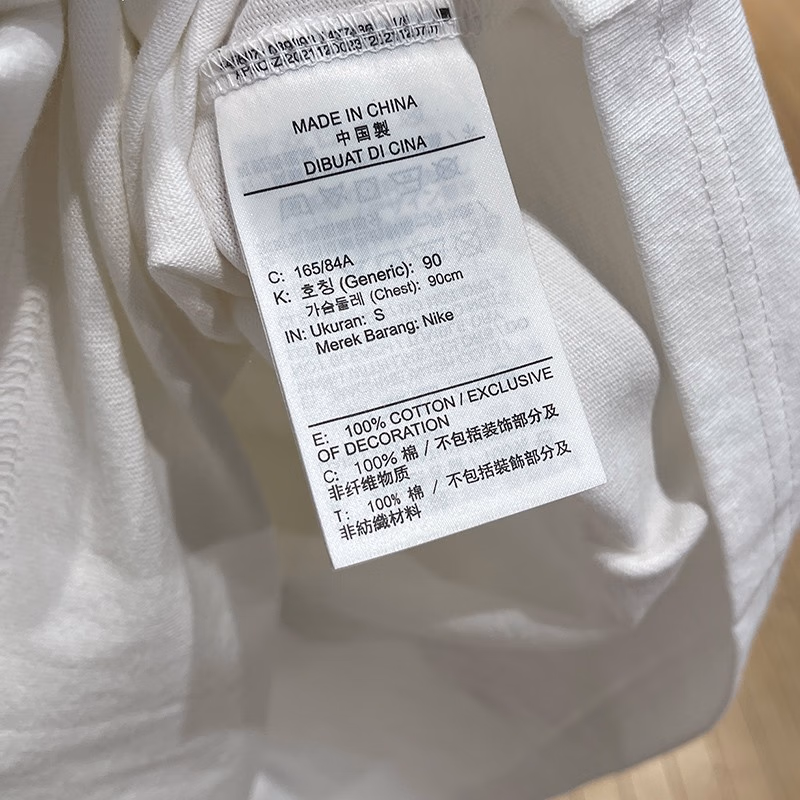 MADE IN CHINA
中国製
DIBUAT DI CINA
C: 165/84A
K: 호칭 (Generic): 90
가슴둘레 (Chest): 90cm
IN: Ukuran: S
Merek Barang: Nike
E: 100% COTTON / EXCLUSIVE
OF DECORATION
C: 100% 棉 / 不包括装饰部分及
非纤维物质
T: 100% 棉 / 不包括裝飾部分及
非紡織材料